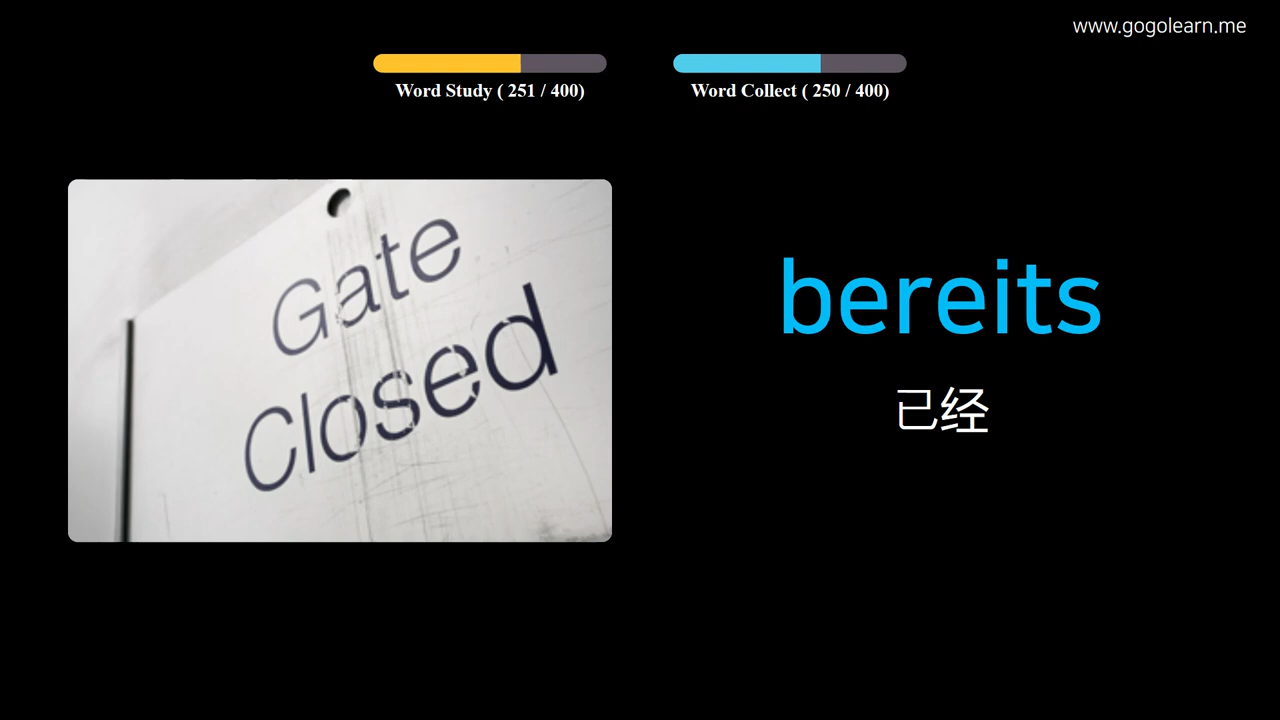 www.gogolearn.me
Word Study ( 251 / 400)
Word Collect ( 250 / 400)
Gate
Closed
bereits
已经